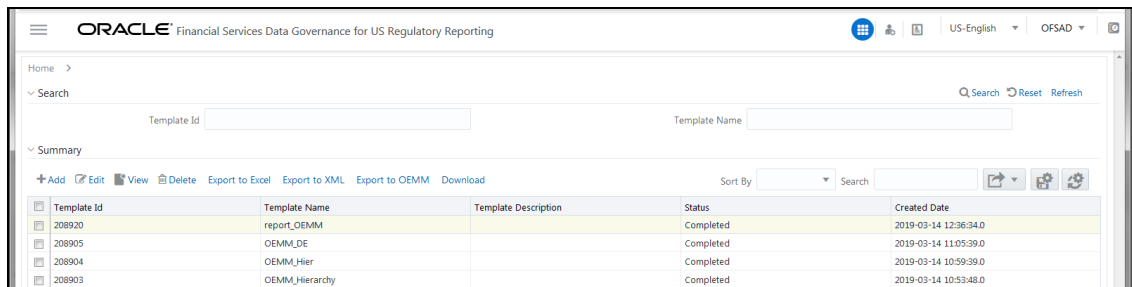 ORACLE® Financial Services Data Governance for US Regulatory Reporting US-English OFSAD
Home >
Search Search Reset Refresh
Template Id Template Name
Summary
Add Edit View Delete Export to Excel Export to XML Export to OEMM Download Sort By Search
Template Id Template Name Template Description Status Created Date
208920 report_OEMM Completed 2019-03-14 12:36:34.0
208905 OEMM_DE Completed 2019-03-14 11:05:39.0
208904 OEMM_Hier Completed 2019-03-14 10:59:39.0
208903 OEMM_Hierarchy Completed 2019-03-14 10:53:48.0